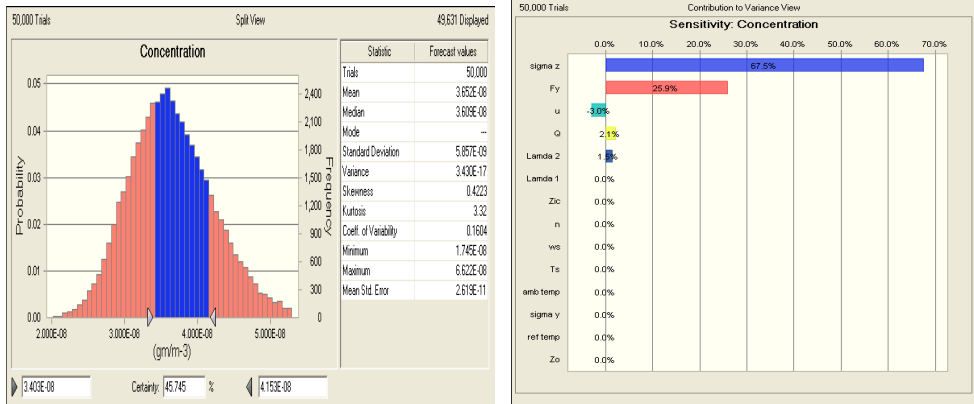 50,000 Trials Split View 49,631 Displayed
Concentration
Statistic Forecast values
Trials 50,000
Mean 3.652E-08
Median 3.609E-08
Mode ---
Standard Deviation 5.857E-09
Variance 3.430E-17
Skewness 0.4223
Kurtosis 3.32
Coeff. of Variability 0.1604
Minimum 1.745E-08
Maximum 6.622E-08
Mean Std. Error 2.619E-11
Probability
0.05
0.04
0.03
0.02
0.01
0.00
Frequency
2,400
2,100
1,800
1,500
1,200
900
600
300
0
2.000E-08 3.000E-08 4.000E-08 5.000E-08
(gm/m-3)
3.403E-08 Certainty: 45.745 % 4.153E-08
50,000 Trials Contribution to Variance View
Sensitivity: Concentration
0.0% 10.0% 20.0% 30.0% 40.0% 50.0% 60.0% 70.0%
sigma z 67.5%
Fy 25.9%
u -3.0%
Q 2.1%
Lamda 2 1.5%
Lamda 1 0.0%
Zic 0.0%
n 0.0%
ws 0.0%
Ts 0.0%
amb temp 0.0%
sigma y 0.0%
ref temp 0.0%
Zo 0.0%